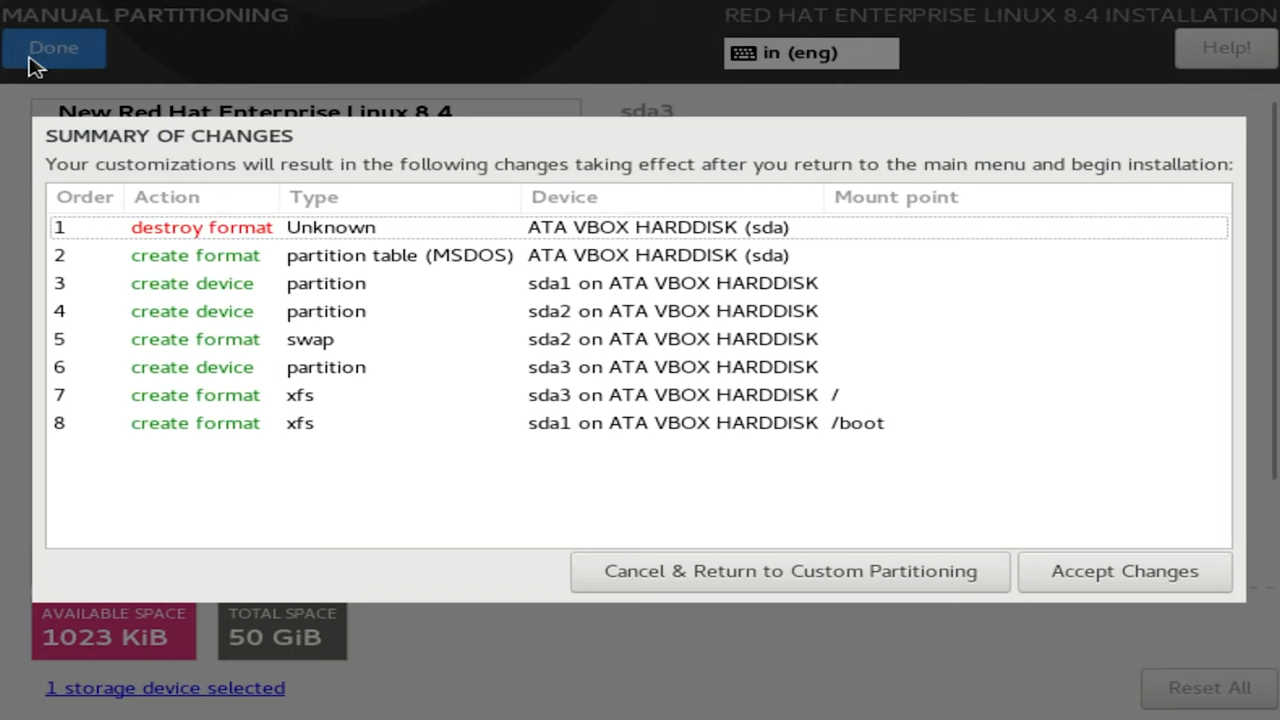 MANUAL PARTITIONING
RED HAT ENTERPRISE LINUX 8.4 INSTALLATION
Done
in (eng)
Help!
New Red Hat Enterprise Linux 8.4
sda3
SUMMARY OF CHANGES
Your customizations will result in the following changes taking effect after you return to the main menu and begin installation:
Order Action Type Device Mount point
1 destroy format Unknown ATA VBOX HARDDISK (sda)
2 create format partition table (MSDOS) ATA VBOX HARDDISK (sda)
3 create device partition sda1 on ATA VBOX HARDDISK
4 create device partition sda2 on ATA VBOX HARDDISK
5 create format swap sda2 on ATA VBOX HARDDISK
6 create device partition sda3 on ATA VBOX HARDDISK
7 create format xfs sda3 on ATA VBOX HARDDISK /
8 create format xfs sda1 on ATA VBOX HARDDISK /boot
Cancel & Return to Custom Partitioning
Accept Changes
AVAILABLE SPACE
1023 KiB
TOTAL SPACE
50 GiB
1 storage device selected
Reset All